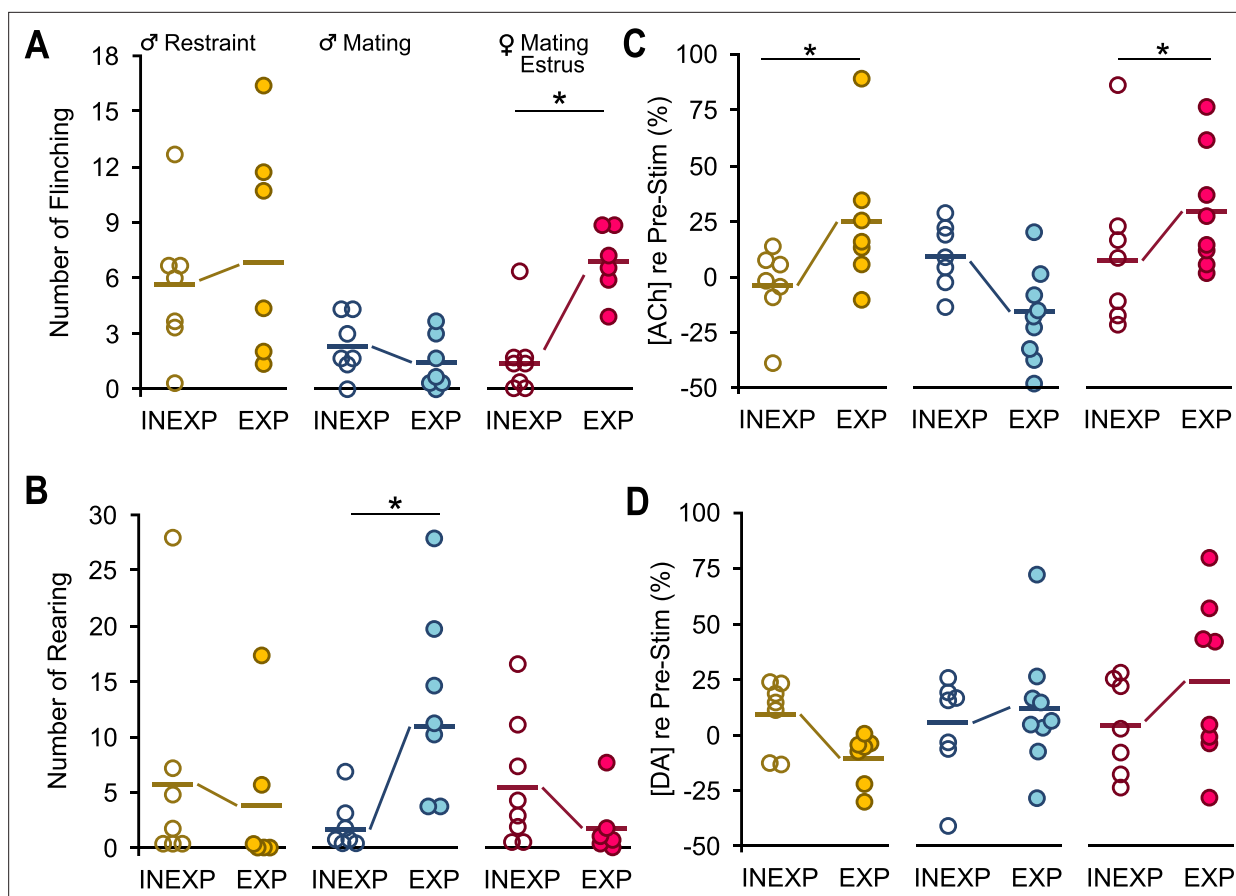 A
♂ Restraint
♂ Mating
♀ Mating
Estrus
Number of Flinching
18
15
12
9
6
3
0
*
INEXP EXP INEXP EXP INEXP EXP
C
[ACh] re Pre-Stim (%)
100
75
50
25
0
-25
-50
*
*
INEXP EXP INEXP EXP INEXP EXP
B
Number of Rearing
30
25
20
15
10
5
0
*
INEXP EXP INEXP EXP INEXP EXP
D
[DA] re Pre-Stim (%)
100
75
50
25
0
-25
-50
INEXP EXP INEXP EXP INEXP EXP